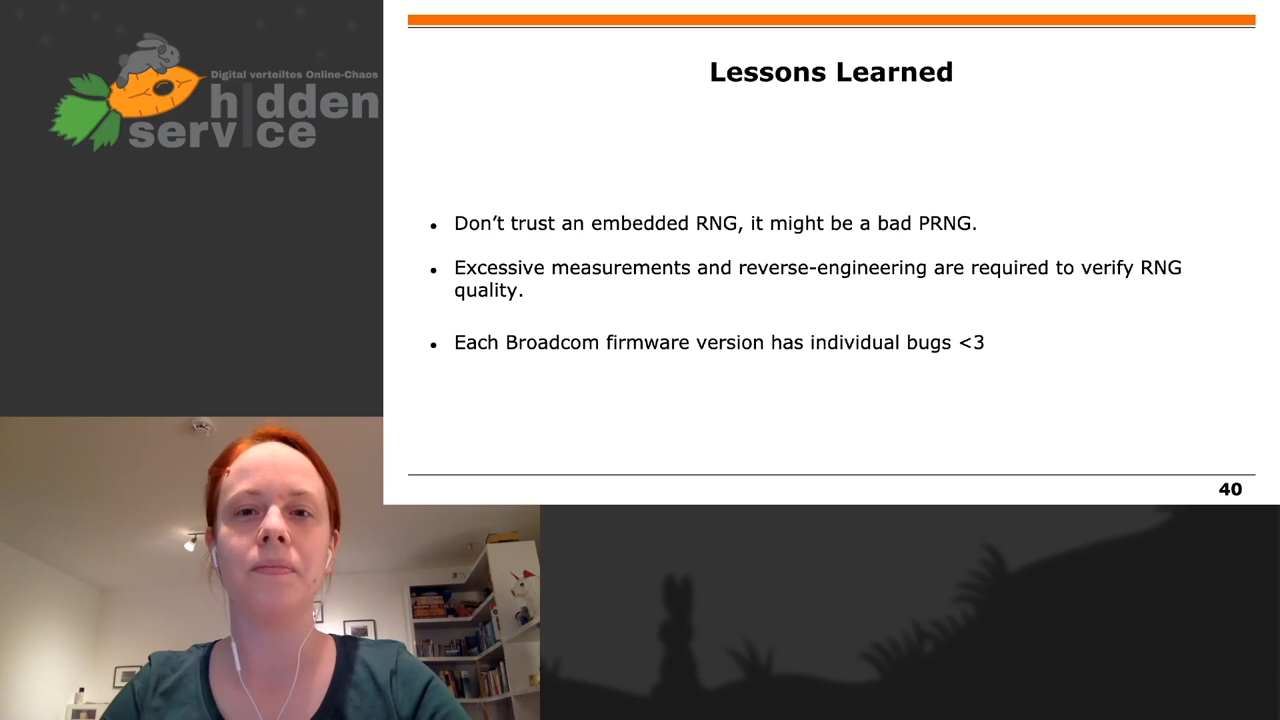 Digital verteiltes Online-Chaos
hidden
service
Lessons Learned
• Don’t trust an embedded RNG, it might be a bad PRNG.
• Excessive measurements and reverse-engineering are required to verify RNG
quality.
• Each Broadcom firmware version has individual bugs <3
40